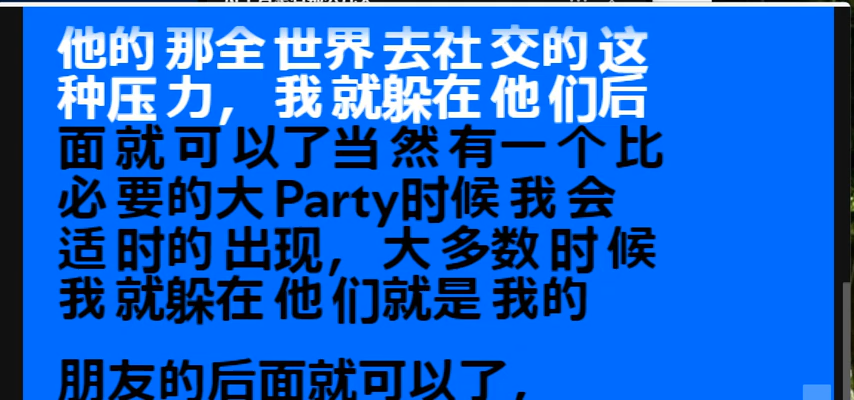 他的那全世界去社交的这
种压力，我就躲在他们后
面就可以了当然有一个比
必要的大Party时候我会
适时的出现，大多数时候
我就躲在他们就是我的
朋友的后面就可以了，